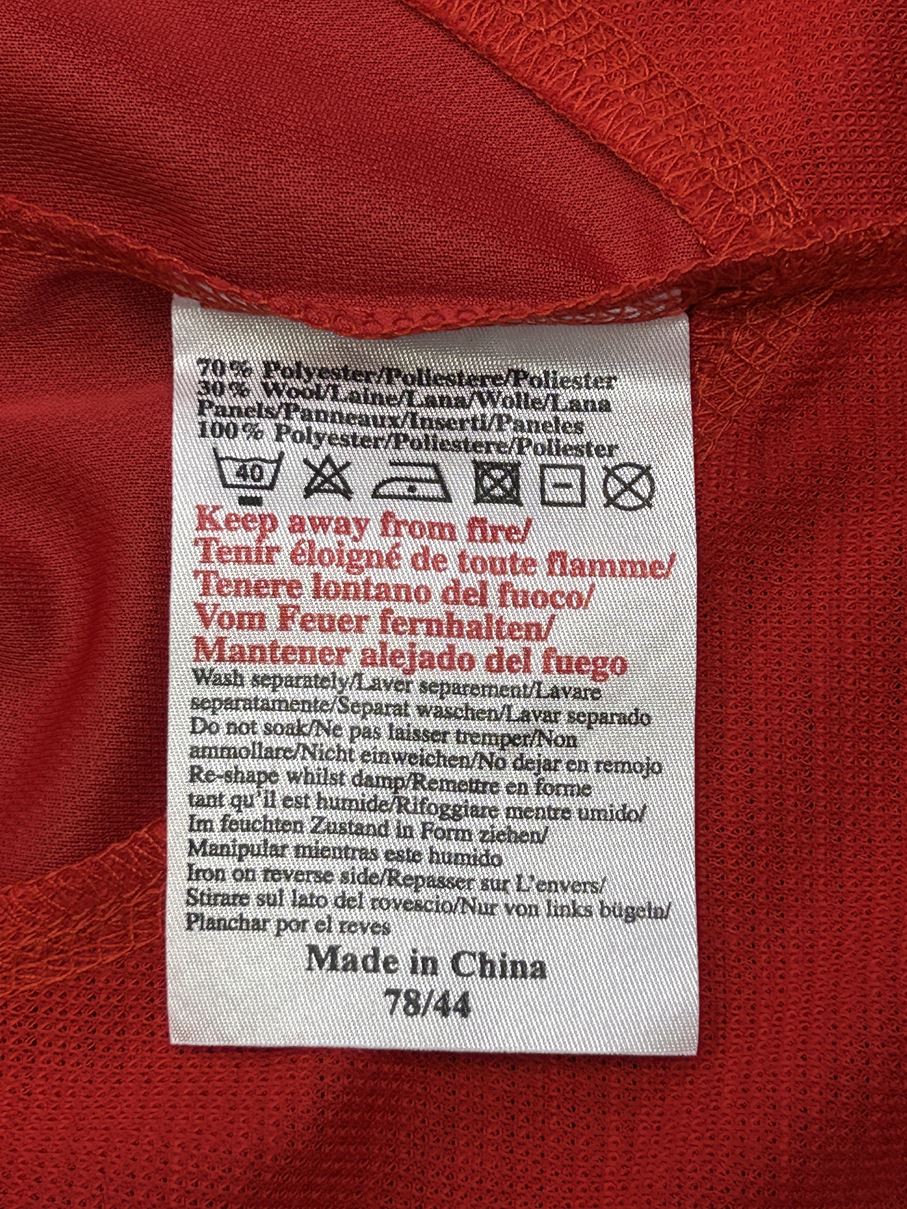 70% Polyester/Poliestere/Poliester
30% Wool/Laine/Lana/Wolle/Lana
Panels/Panneaux/Inserti/Paneles
100% Polyester/Poliestere/Poliester
40
Keep away from fire/
Tenir éloigné de toute flamme/
Tenere lontano del fuoco/
Vom Feuer fernhalten/
Mantener alejado del fuego
Wash separately/Laver separement/Lavare
separatamente/Separat waschen/Lavar separado
Do not soak/Ne pas laisser tremper/Non
ammollare/Nicht einweichen/No dejar en remojo
Re-shape whilst damp/Remettre en forme
tant qu'il est humide/Rifoggiare mentre umido/
Im feuchten Zustand in Form ziehen/
Manipular mientras este humido
Iron on reverse side/Repasser sur L'envers/
Stirare sul lato del rovescio/Nur von links bügeln/
Planchar por el reves
Made in China
78/44